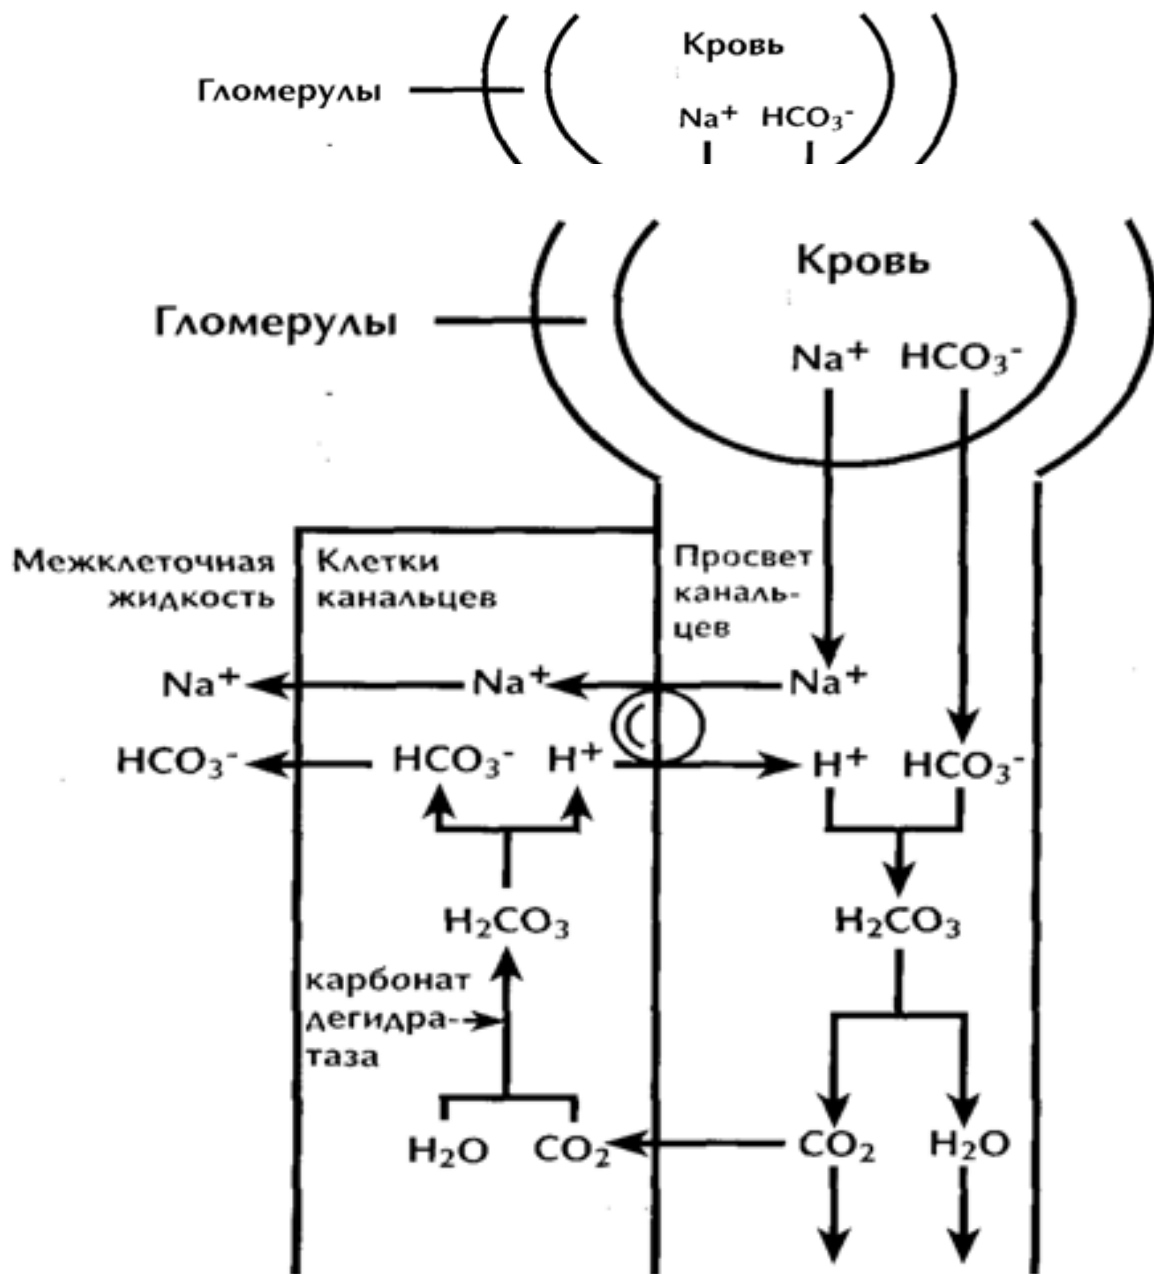 Кровь
Гломерулы
Na⁺ HCO₃⁻
Кровь
Гломерулы
Na⁺ HCO₃⁻
Межклеточная
жидкость
Клетки
канальцев
Просвет
каналь-
цев
Na⁺ Na⁺ Na⁺
HCO₃⁻ HCO₃⁻ H⁺ H⁺ HCO₃⁻
H₂CO₃ H₂CO₃
карбонат
дегидра-
таза
H₂O CO₂ CO₂ H₂O